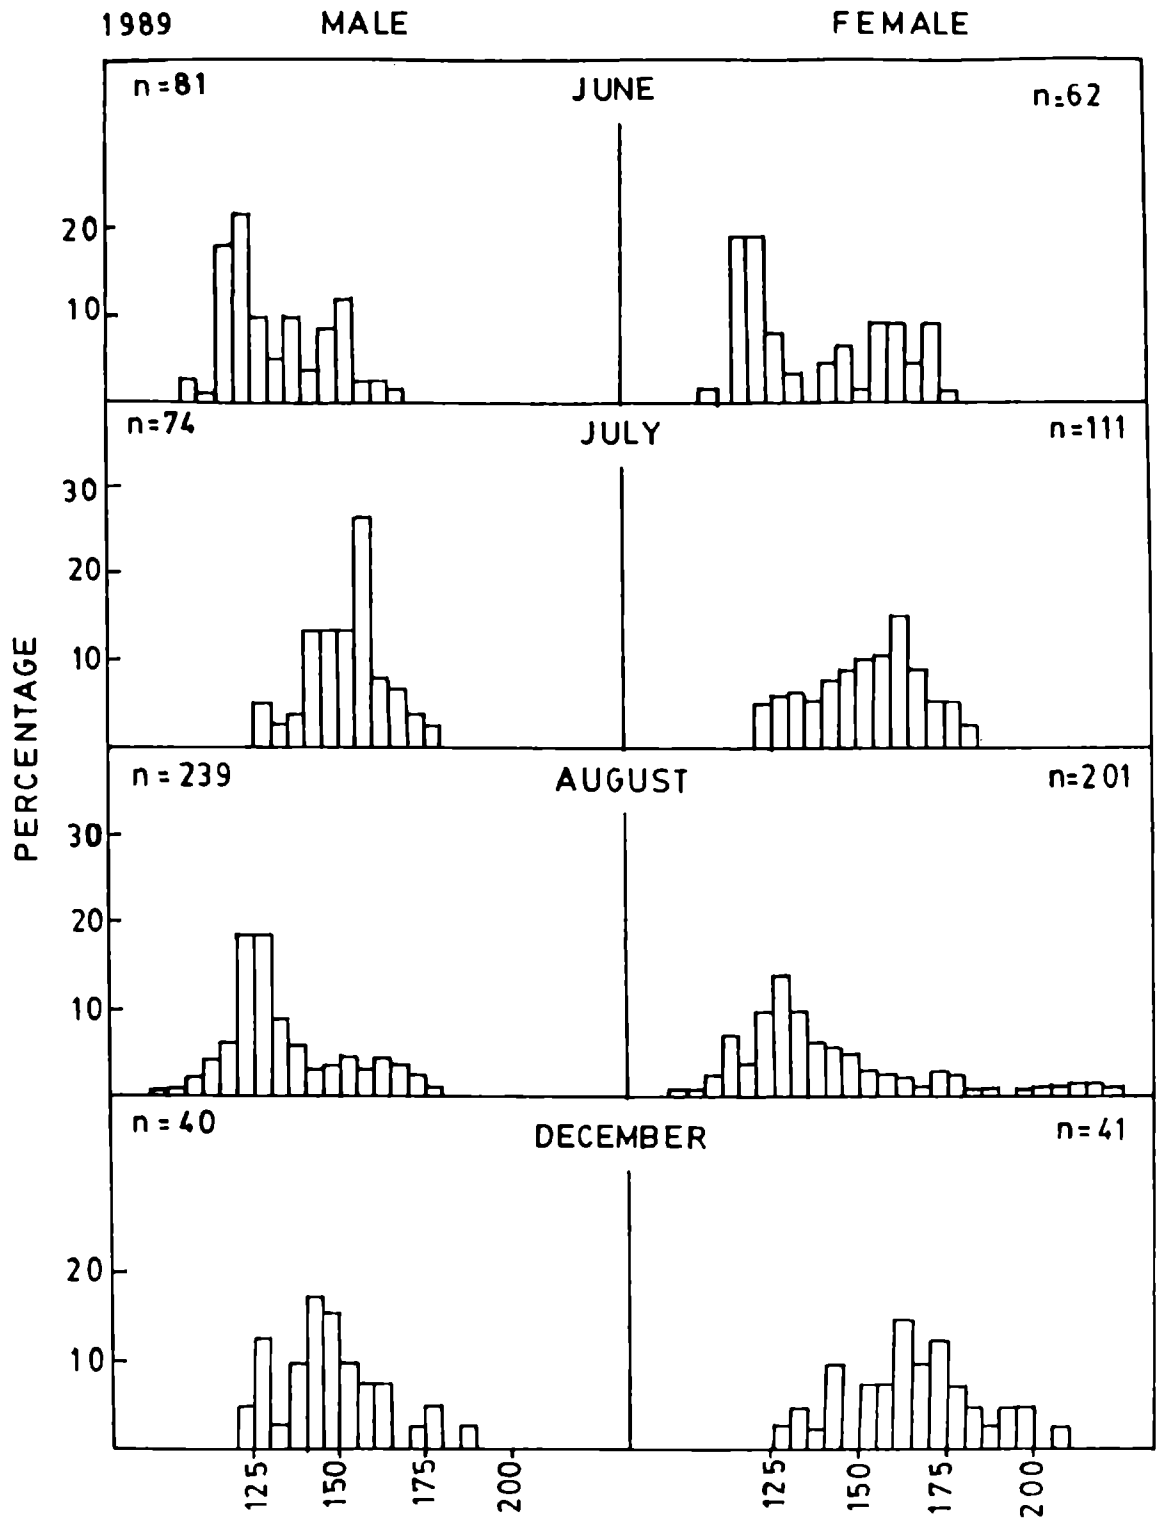 1989 MALE FEMALE
n=81 JUNE n=62
20
10
n=74 JULY n=111
30
20
10
PERCENTAGE
n=239 AUGUST n=201
30
20
10
n=40 DECEMBER n=41
20
10
125 150 175 200 125 150 175 200